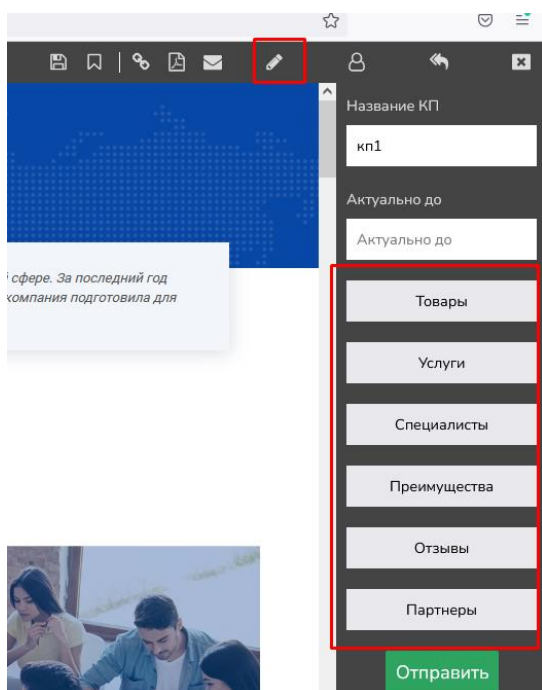 Название КП
кп1
Актуально до
Актуально до
сфере. За последний год
компания подготовила для
Товары
Услуги
Специалисты
Преимущества
Отзывы
Партнеры
Отправить